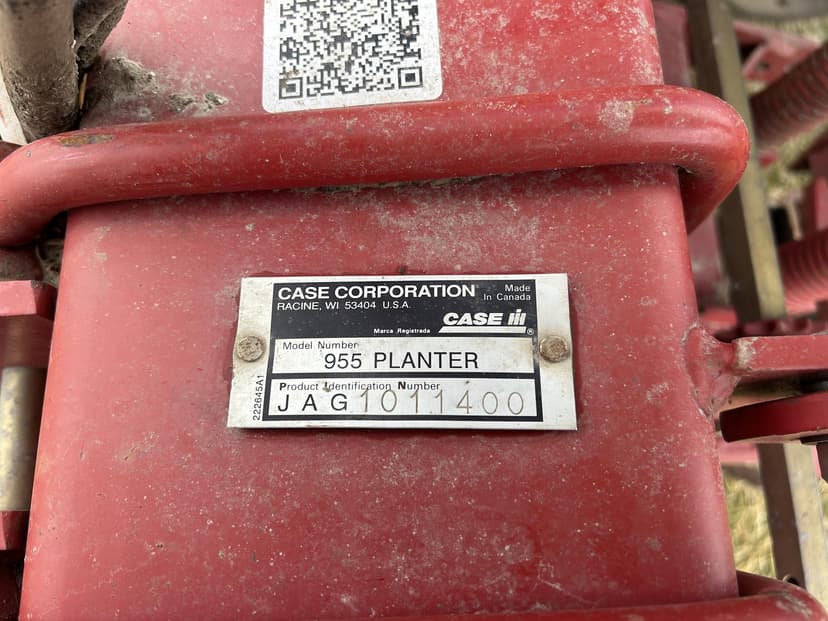 CASE CORPORATION
RACINE, WI 53404 U.S.A.
Made
In Canada
Marca Registrada
CASE III ®
Model Number
955 PLANTER
Product Identification Number
JAG1011400
222645A1